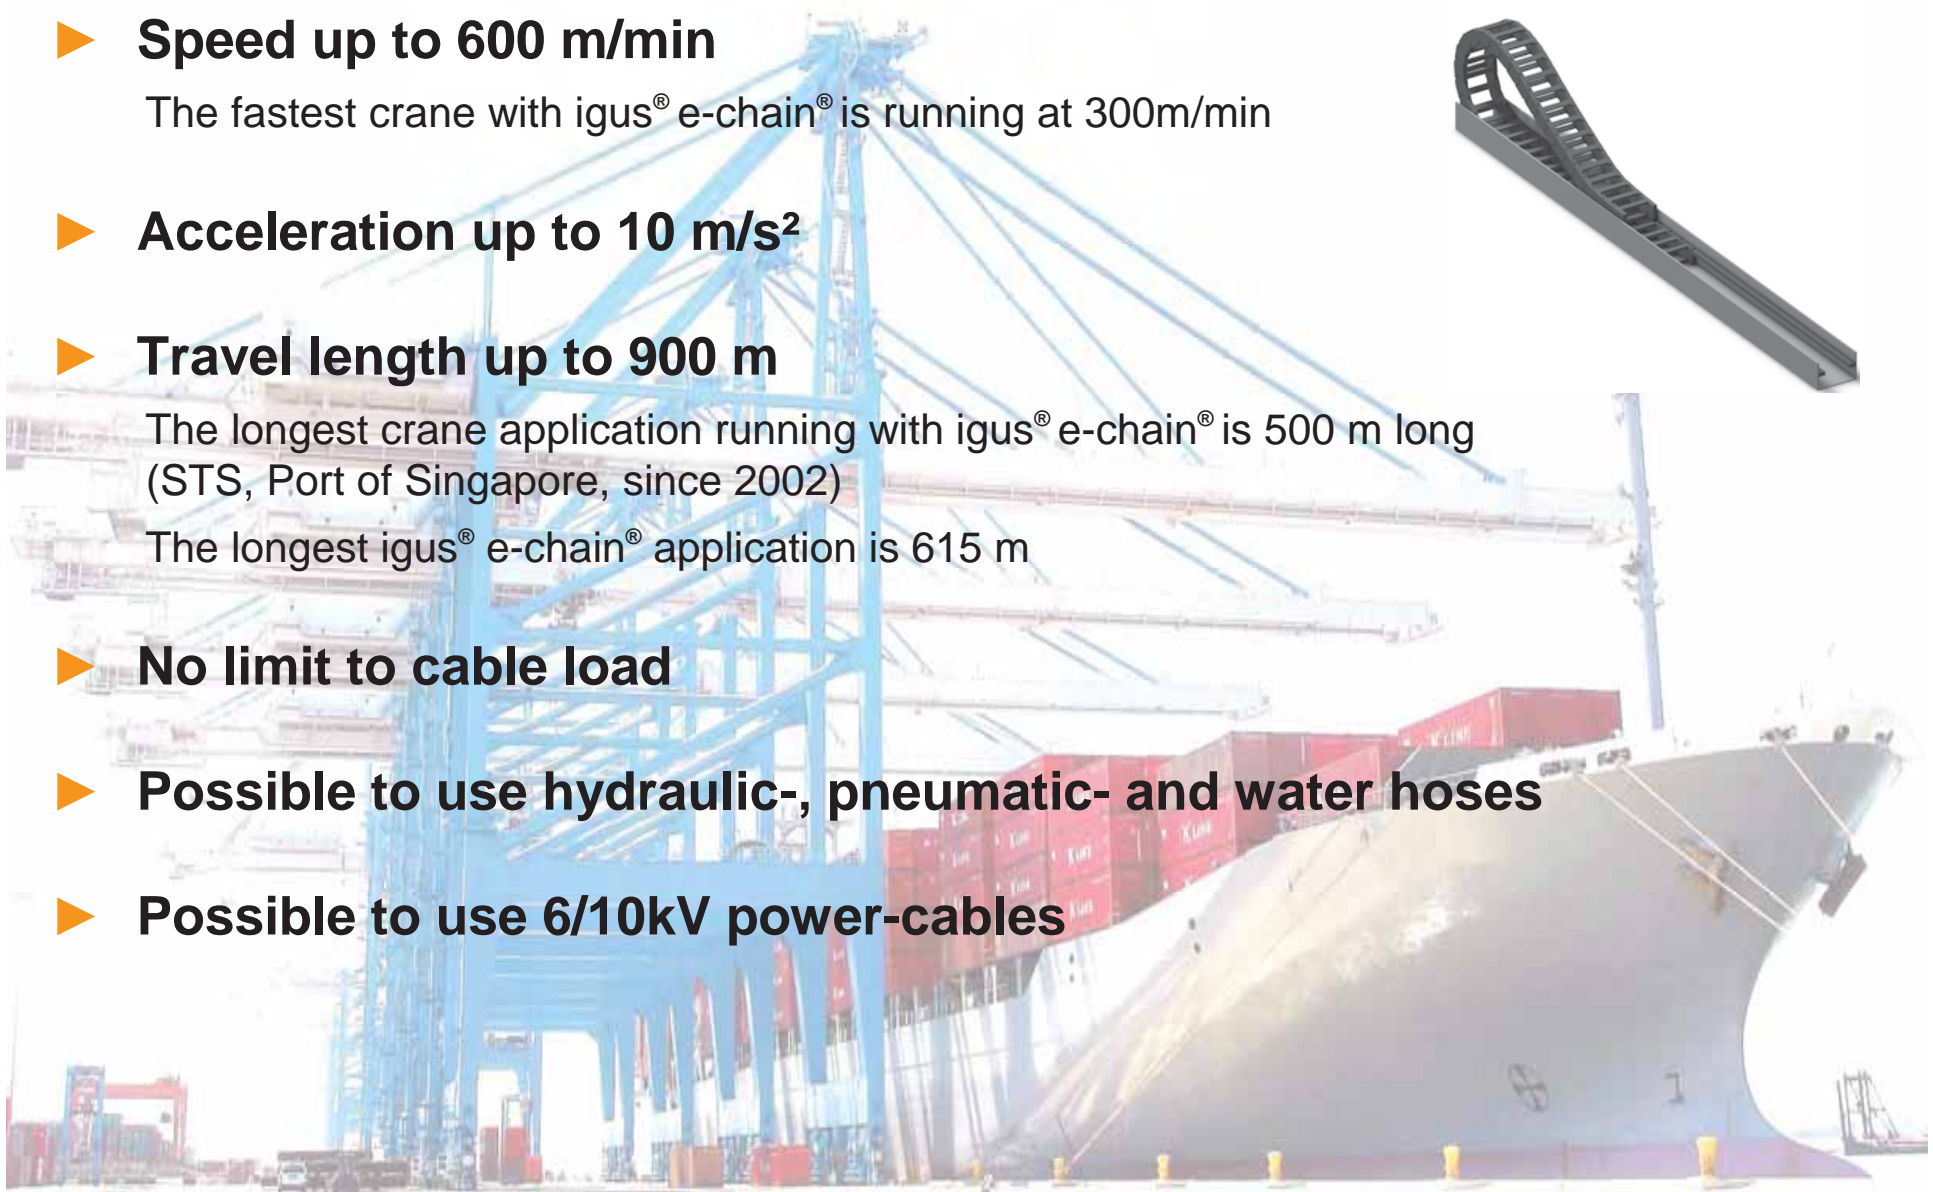 Speed up to 600 m/min
The fastest crane with igus® e-chain® is running at 300m/min
Acceleration up to 10 m/s²
Travel length up to 900 m
The longest crane application running with igus® e-chain® is 500 m long
(STS, Port of Singapore, since 2002)
The longest igus® e-chain® application is 615 m
No limit to cable load
Possible to use hydraulic-, pneumatic- and water hoses
Possible to use 6/10kV power-cables
K LINE
K LINE
K LINE